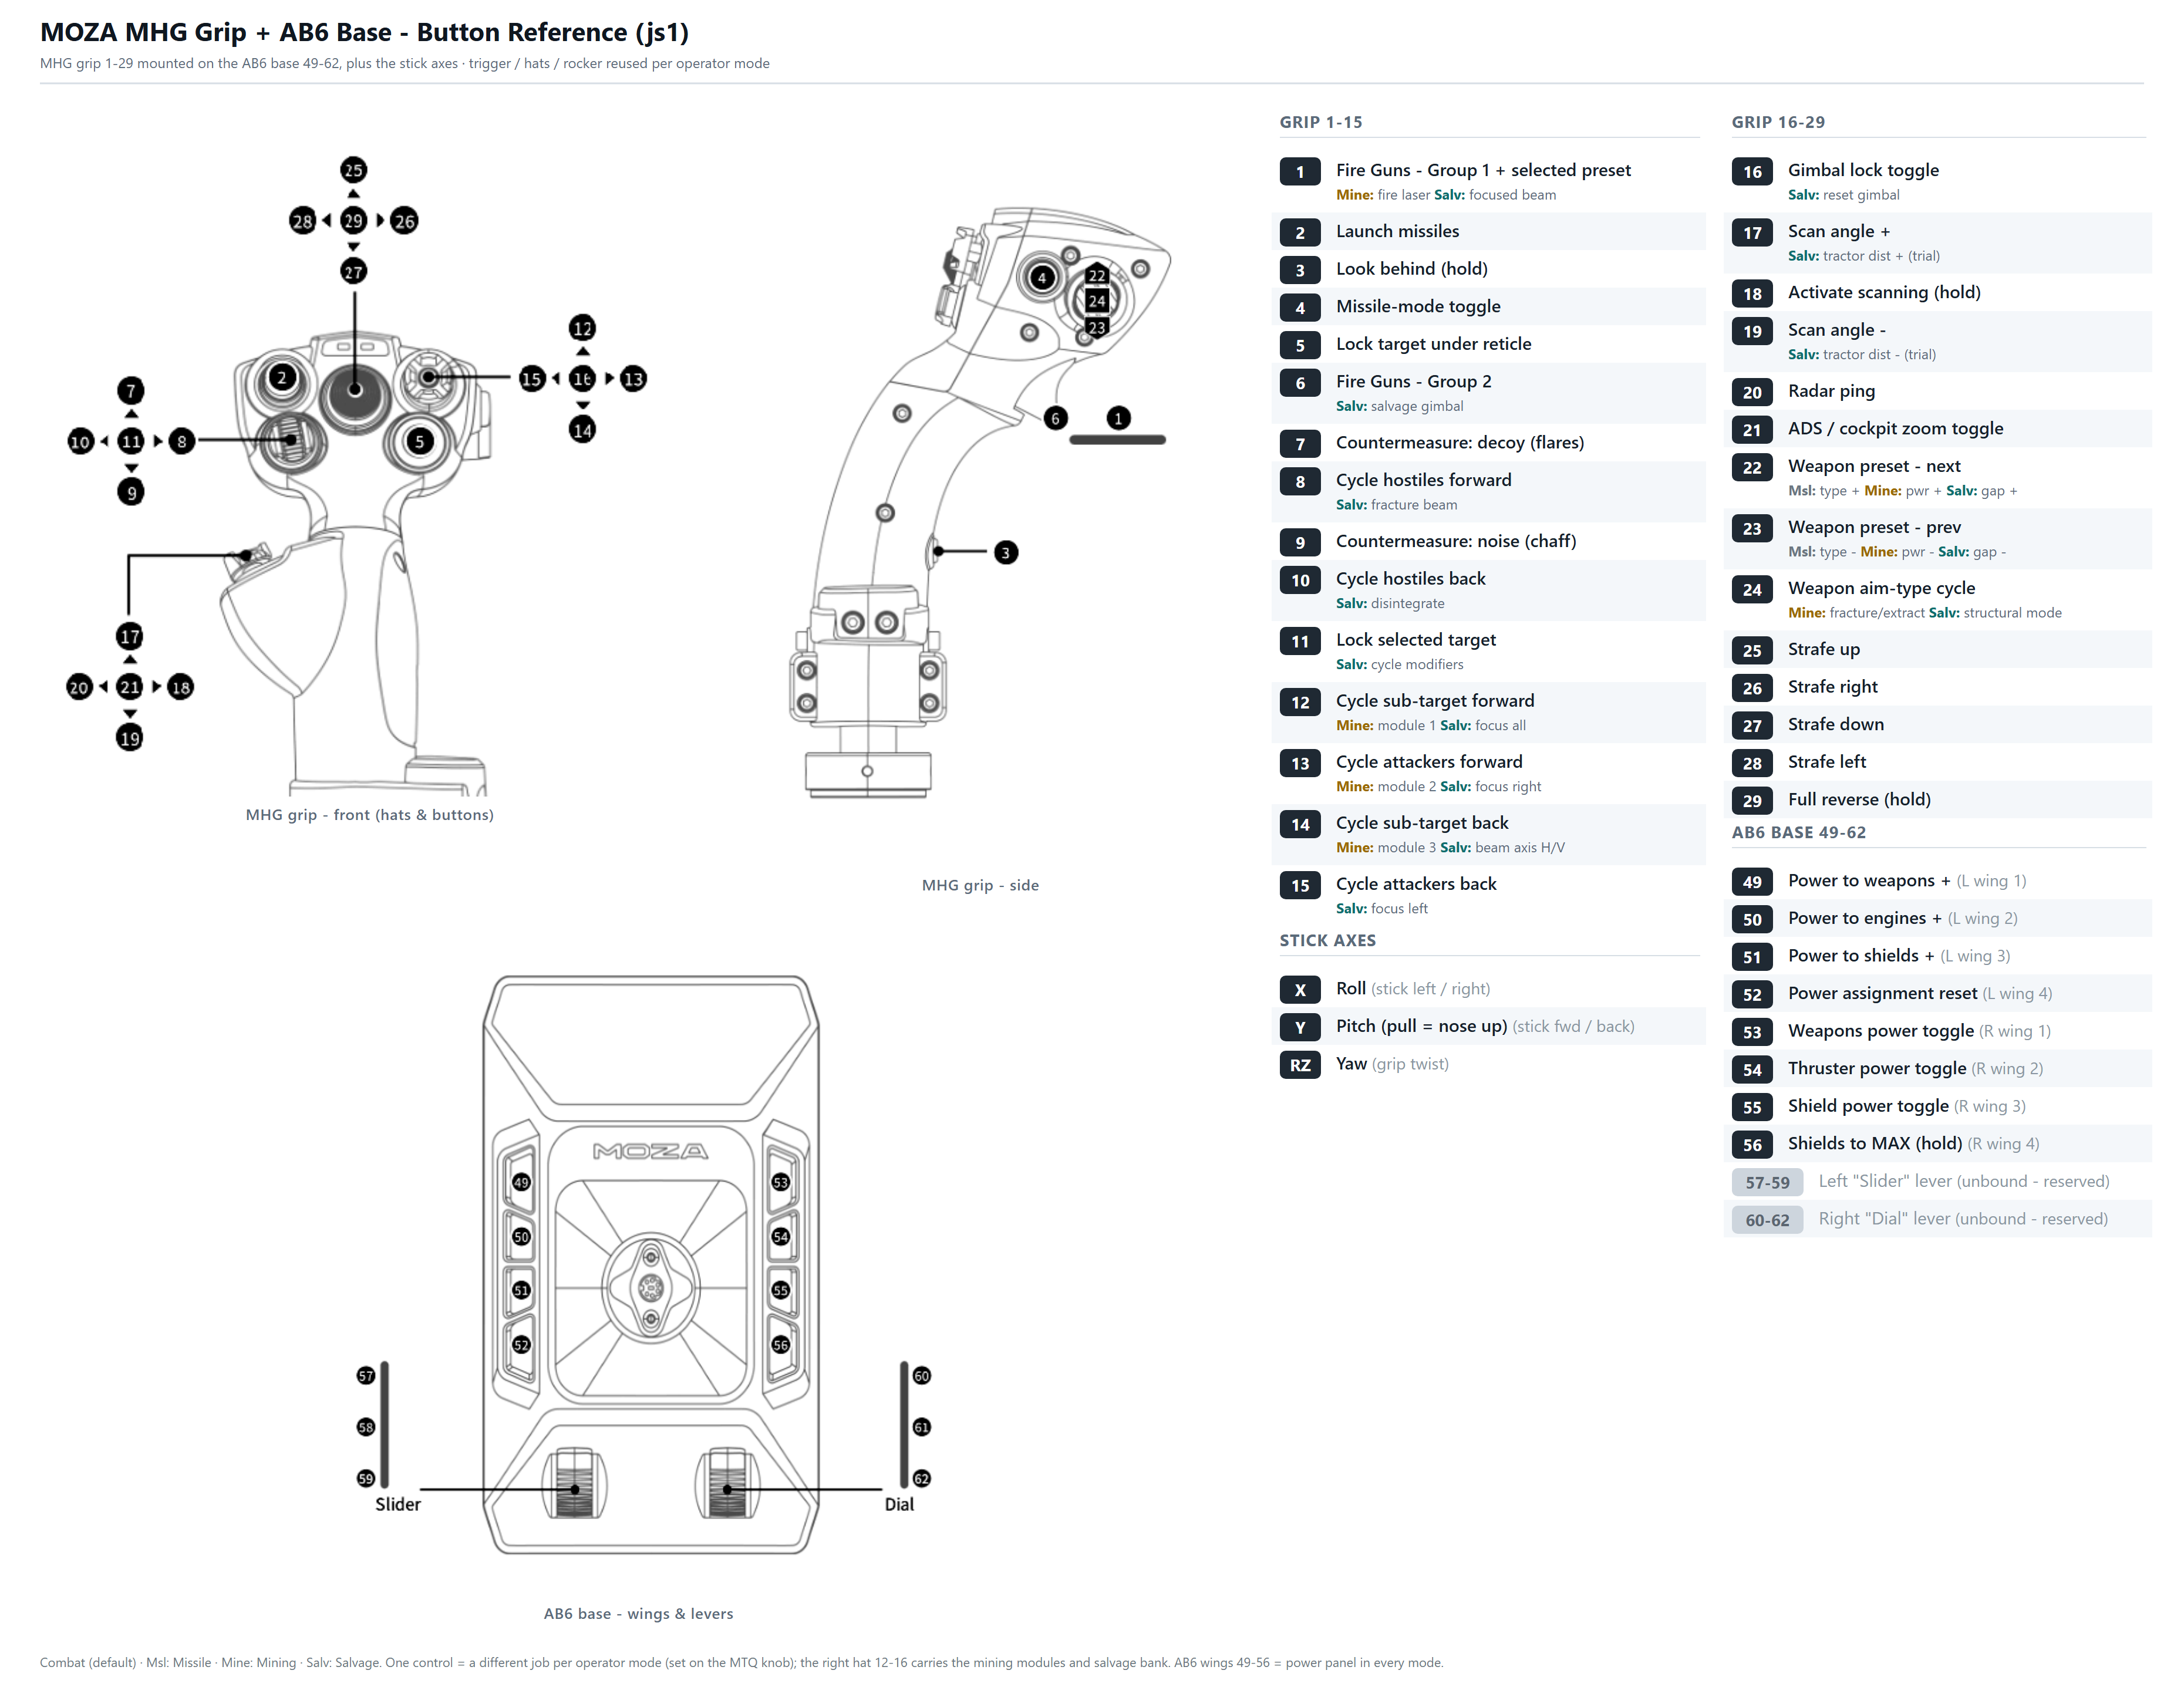 MOZA MHG Grip + AB6 Base - Button Reference (js1)
MHG grip 1-29 mounted on the AB6 base 49-62, plus the stick axes · trigger / hats / rocker reused per operator mode
25
28 29 26
27
12
15 16 13
14
7
10 11 8
9
2
5
17
20 21 18
19
MHG grip - front (hats & buttons)
4
22
24
23
6 1
3
MHG grip - side
MOZA
49 53
50 54
51 55
52 56
57 60
58 61
59 62
Slider Dial
AB6 base - wings & levers
GRIP 1-15
1 Fire Guns - Group 1 + selected preset
Mine: fire laser Salv: focused beam
2 Launch missiles
3 Look behind (hold)
4 Missile-mode toggle
5 Lock target under reticle
6 Fire Guns - Group 2
Salv: salvage gimbal
7 Countermeasure: decoy (flares)
8 Cycle hostiles forward
Salv: fracture beam
9 Countermeasure: noise (chaff)
10 Cycle hostiles back
Salv: disintegrate
11 Lock selected target
Salv: cycle modifiers
12 Cycle sub-target forward
Mine: module 1 Salv: focus all
13 Cycle attackers forward
Mine: module 2 Salv: focus right
14 Cycle sub-target back
Mine: module 3 Salv: beam axis H/V
15 Cycle attackers back
Salv: focus left
STICK AXES
X Roll (stick left / right)
Y Pitch (pull = nose up) (stick fwd / back)
RZ Yaw (grip twist)
GRIP 16-29
16 Gimbal lock toggle
Salv: reset gimbal
17 Scan angle +
Salv: tractor dist + (trial)
18 Activate scanning (hold)
19 Scan angle -
Salv: tractor dist - (trial)
20 Radar ping
21 ADS / cockpit zoom toggle
22 Weapon preset - next
Msl: type + Mine: pwr + Salv: gap +
23 Weapon preset - prev
Msl: type - Mine: pwr - Salv: gap -
24 Weapon aim-type cycle
Mine: fracture/extract Salv: structural mode
25 Strafe up
26 Strafe right
27 Strafe down
28 Strafe left
29 Full reverse (hold)
AB6 BASE 49-62
49 Power to weapons + (L wing 1)
50 Power to engines + (L wing 2)
51 Power to shields + (L wing 3)
52 Power assignment reset (L wing 4)
53 Weapons power toggle (R wing 1)
54 Thruster power toggle (R wing 2)
55 Shield power toggle (R wing 3)
56 Shields to MAX (hold) (R wing 4)
57-59 Left "Slider" lever (unbound - reserved)
60-62 Right "Dial" lever (unbound - reserved)
Combat (default) · Msl: Missile · Mine: Mining · Salv: Salvage. One control = a different job per operator mode (set on the MTQ knob); the right hat 12-16 carries the mining modules and salvage bank. AB6 wings 49-56 = power panel in every mode.